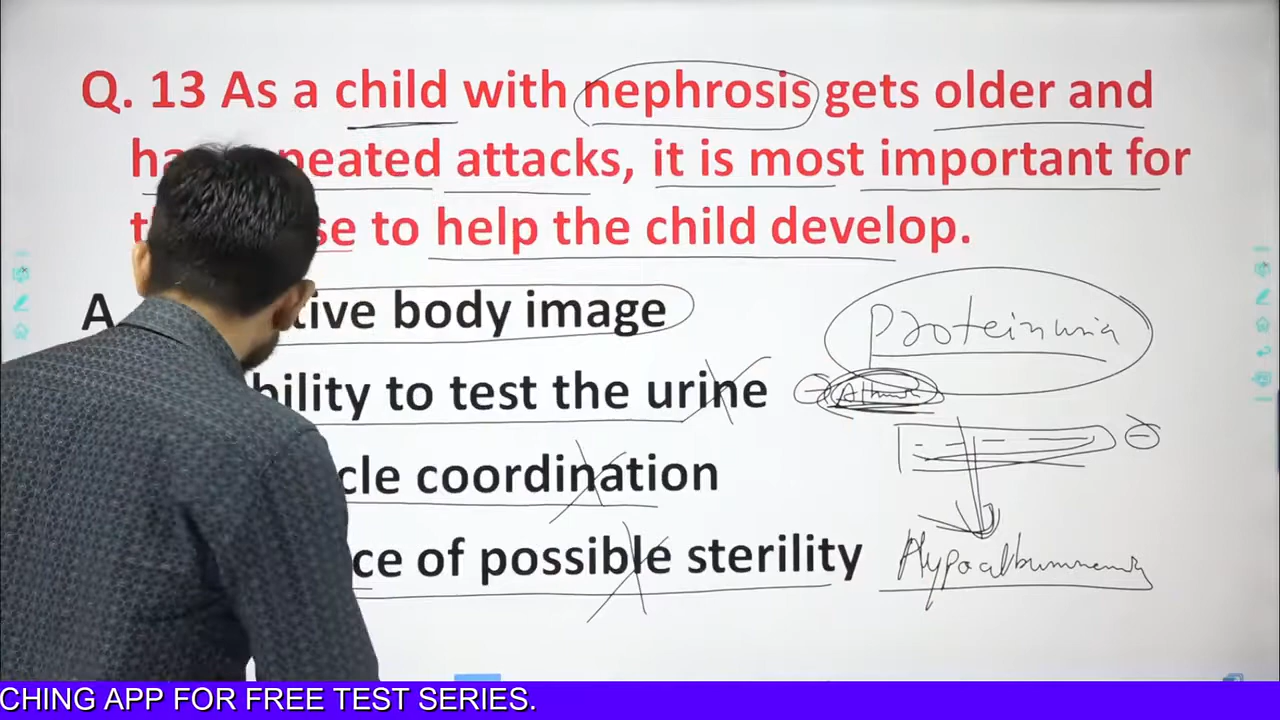 Q. 13 As a child with nephrosis gets older and
peated attacks, it is most important for
se to help the child develop.
A
tive body image
bility to test the urine
cle coordination
ce of possible sterility
Proteinuria
Hypoalbuminemia
CHING APP FOR FREE TEST SERIES.